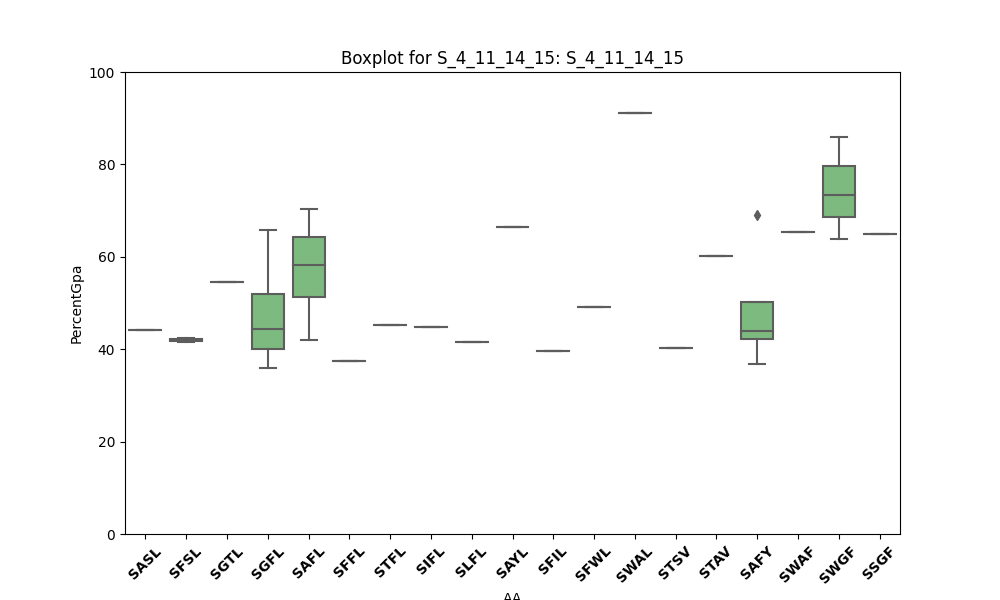 Boxplot for S_4_11_14_15: S_4_11_14_15
PercentGpa
100
80
60
40
20
0
SASL SFSL SGTL SGFL SAFL SFFL STFL SIFL SLFL SAYL SFIL SFWL SWAL STSV STAV SAFY SWAF SWGF SSGF
AA